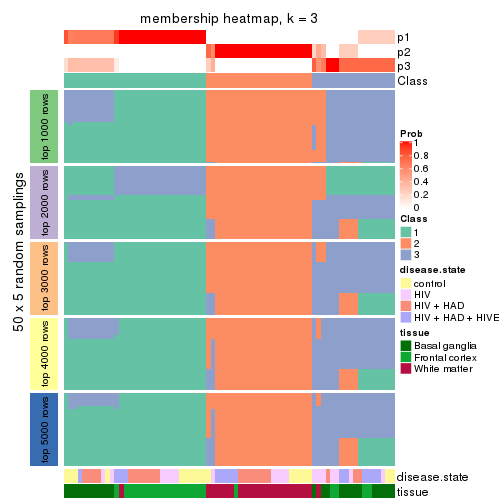 membership heatmap, k = 3
p1
p2
p3
Class
50 x 5 random samplings
top 1000 rows
top 2000 rows
top 3000 rows
top 4000 rows
top 5000 rows
disease.state
tissue
Prob
1
0.8
0.6
0.4
0.2
0
Class
1
2
3
disease.state
control
HIV
HIV + HAD
HIV + HAD + HIVE
tissue
Basal ganglia
Frontal cortex
White matter